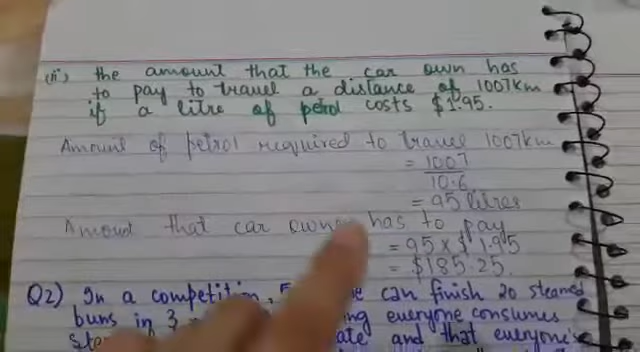 (ii) the amount that the car own has
to pay to travel a distance of 1007km
if a litre of petrol costs $1.95.
Amount of petrol required to travel 1007km
= 1007
10.6
= 95 litres
Amount that car owner has to pay
= 95 x $ 1.95
= $185.25.
Q2) In a competition, 5 can finish 20 steamed
buns in 3 everyone consumes
and that everyone's